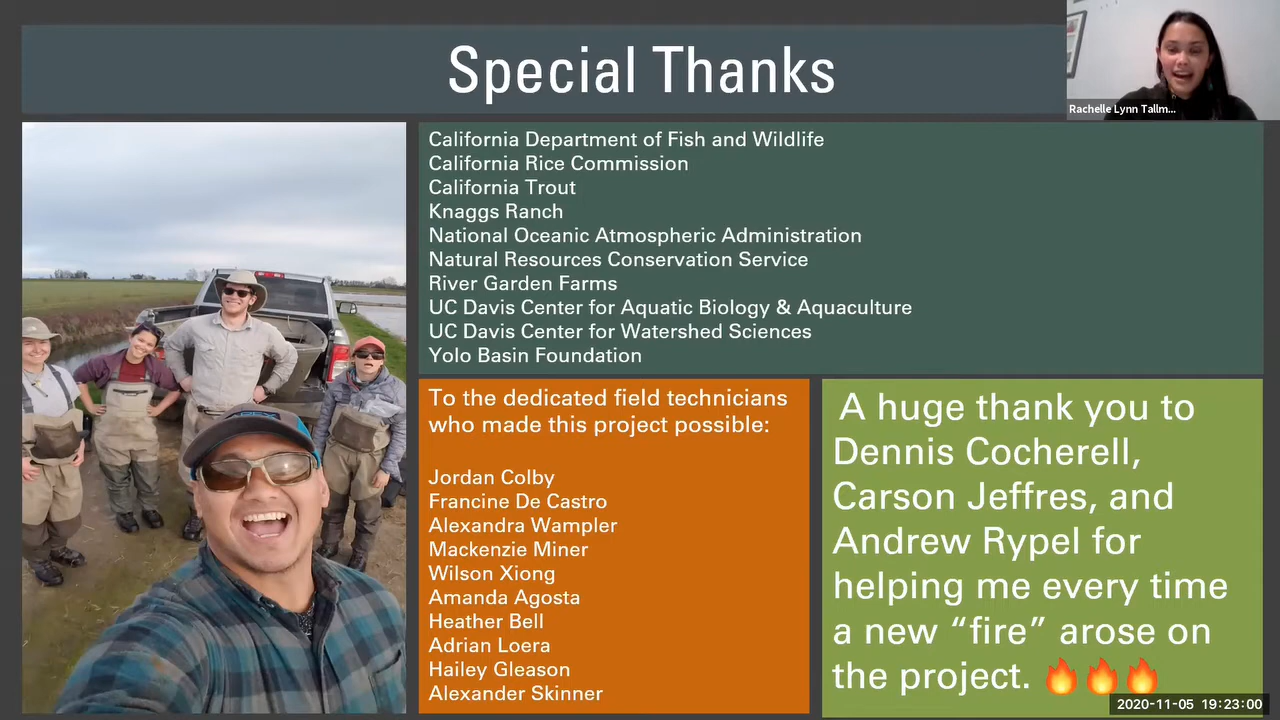 Special Thanks
Rachelle Lynn Tallm...
California Department of Fish and Wildlife
California Rice Commission
California Trout
Knaggs Ranch
National Oceanic Atmospheric Administration
Natural Resources Conservation Service
River Garden Farms
UC Davis Center for Aquatic Biology & Aquaculture
UC Davis Center for Watershed Sciences
Yolo Basin Foundation
To the dedicated field technicians
who made this project possible:
Jordan Colby
Francine De Castro
Alexandra Wampler
Mackenzie Miner
Wilson Xiong
Amanda Agosta
Heather Bell
Adrian Loera
Hailey Gleason
Alexander Skinner
A huge thank you to
Dennis Cocherell,
Carson Jeffres, and
Andrew Rypel for
helping me every time
a new “fire” arose on
the project. 🔥🔥🔥
2020-11-05 19:23:00